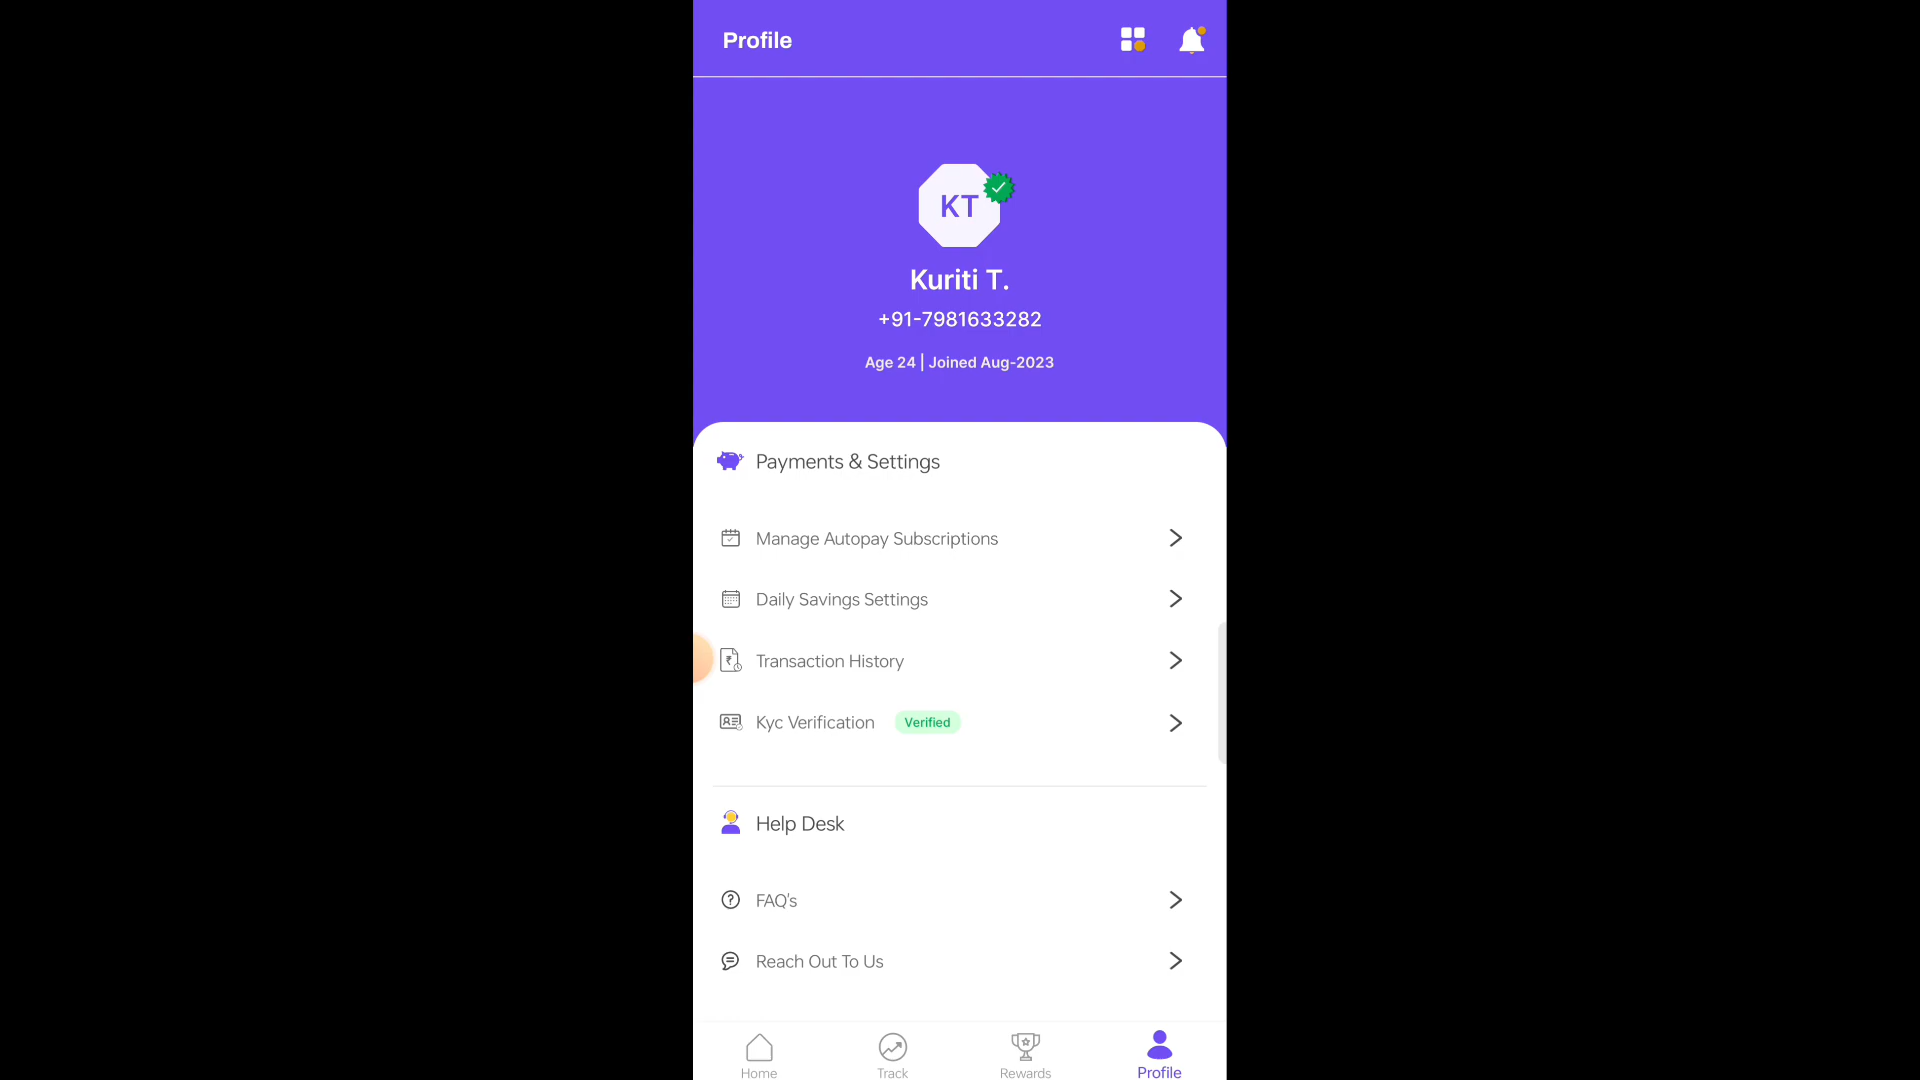 Profile
KT
Kuriti T.
+91-7981633282
Age 24 | Joined Aug-2023
Payments & Settings
Manage Autopay Subscriptions
Daily Savings Settings
Transaction History
Kyc Verification Verified
Help Desk
FAQ's
Reach Out To Us
Home Track Rewards Profile